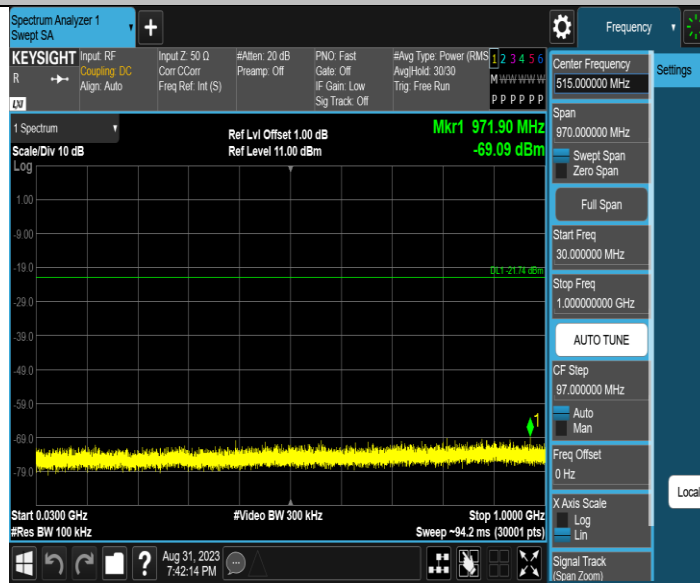 Spectrum Analyzer 1
Swept SA
Frequency
KEYSIGHT
R
LXI
Input: RF
Coupling: DC
Align: Auto
Input Z: 50 Ω
Corr CCorr
Freq Ref: Int (S)
#Atten: 20 dB
Preamp: Off
PNO: Fast
Gate: Off
IF Gain: Low
Sig Track: Off
#Avg Type: Power (RMS
Avg|Hold: 30/30
Trig: Free Run
1 2 3 4 5 6
M W W W W W
P P P P P P
1 Spectrum
Scale/Div 10 dB
Log
Ref Lvl Offset 1.00 dB
Ref Level 11.00 dBm
Mkr1 971.90 MHz
-69.09 dBm
1.00
-9.00
-19.0
DL1 -21.74 dBm
-29.0
-39.0
-49.0
-59.0
1
-69.0
-79.0
Start 0.0300 GHz
#Res BW 100 kHz
#Video BW 300 kHz
Stop 1.0000 GHz
Sweep ~94.2 ms (30001 pts)
?
Aug 31, 2023
7:42:14 PM
Center Frequency
515.000000 MHz
Span
970.000000 MHz
Swept Span
Zero Span
Full Span
Start Freq
30.000000 MHz
Stop Freq
1.000000000 GHz
AUTO TUNE
CF Step
97.000000 MHz
Auto
Man
Freq Offset
0 Hz
X Axis Scale
Log
Lin
Signal Track
(Span Zoom)
Settings
Local